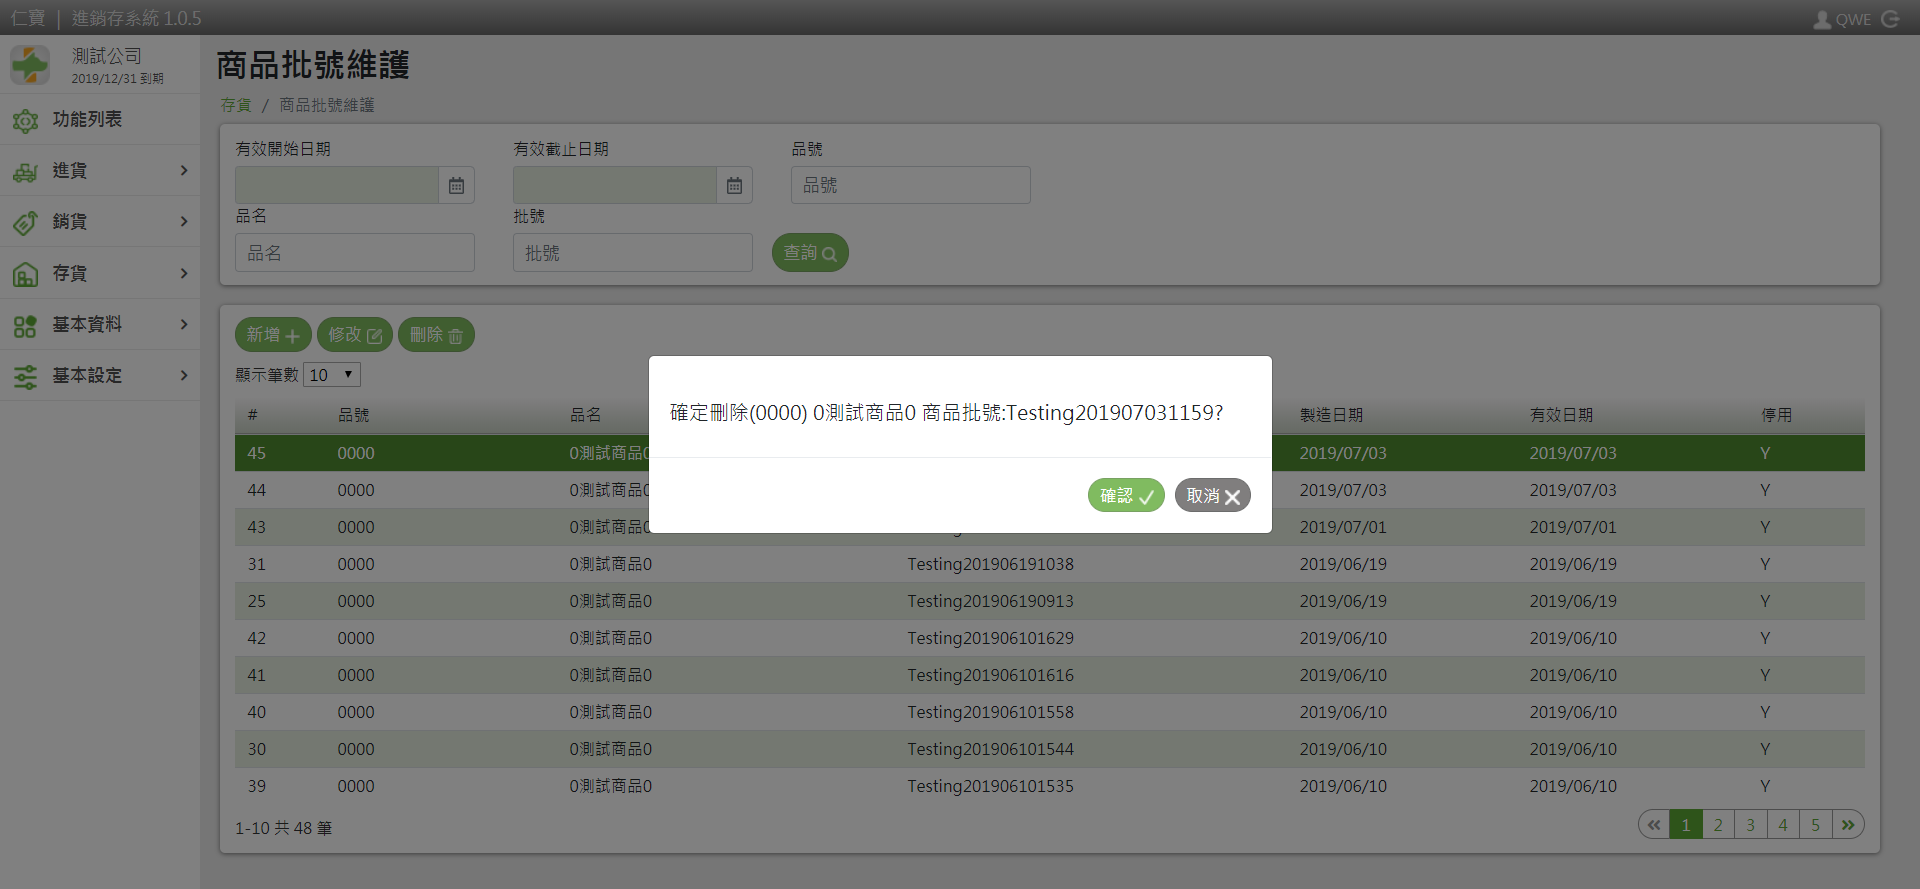 仁寶 | 進銷存系統 1.0.5
QWE
測試公司
2019/12/31 到期
功能列表
進貨
銷貨
存貨
基本資料
基本設定
商品批號維護
存貨 / 商品批號維護
有效開始日期 有效截止日期 品號
品號
品名 批號
品名 批號 查詢
新增 修改 刪除
顯示筆數 10
確定刪除(0000) 0測試商品0 商品批號:Testing201907031159?
確認 取消
# 品號 品名 製造日期 有效日期 停用
45 0000 0測試商品0 2019/07/03 2019/07/03 Y
44 0000 0測試商品0 2019/07/03 2019/07/03 Y
43 0000 0測試商品0 2019/07/01 2019/07/01 Y
31 0000 0測試商品0 Testing201906191038 2019/06/19 2019/06/19 Y
25 0000 0測試商品0 Testing201906190913 2019/06/19 2019/06/19 Y
42 0000 0測試商品0 Testing201906101629 2019/06/10 2019/06/10 Y
41 0000 0測試商品0 Testing201906101616 2019/06/10 2019/06/10 Y
40 0000 0測試商品0 Testing201906101558 2019/06/10 2019/06/10 Y
30 0000 0測試商品0 Testing201906101544 2019/06/10 2019/06/10 Y
39 0000 0測試商品0 Testing201906101535 2019/06/10 2019/06/10 Y
1-10 共 48 筆
« 1 2 3 4 5 »